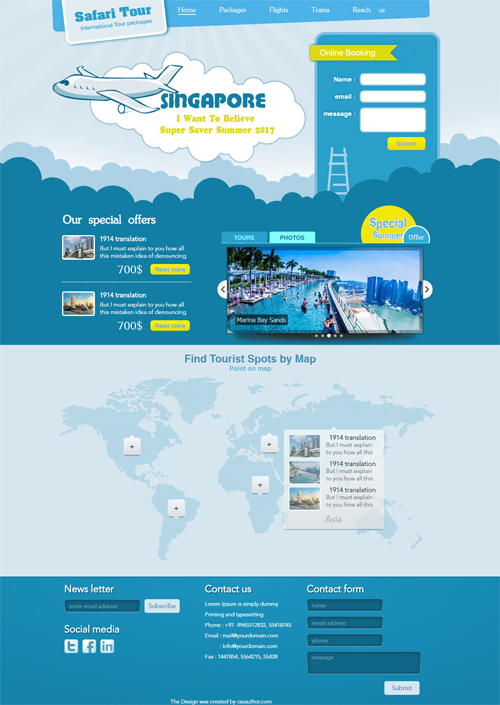 Safari Tour
International Tour packages
Home Packages Flights Trains Reach us
Online Booking
Name :
email :
message :
Submit
SINGAPORE
I Want To Believe
Super Saver Summer 2017
Our special offers
1914 translation
But I must explain to you how all
this mistaken idea of denouncing
700$ Read more
1914 translation
But I must explain to you how all
this mistaken idea of denouncing
700$ Read more
Special
Summer
Offer
TOURS PHOTOS
Marina Bay Sands
Find Tourist Spots by Map
Point on map
1914 translation
But I must explain
to you how all this
1914 translation
But I must explain
to you how all this
1914 translation
But I must explain
to you how all this
Asia
News letter
enter email address
Subscribe
Social media
Contact us
Lorem Ipsum is simply dummy
Printing and typesetting
Phone : +97 -9945512832, 55418745
Email : mail@yourdomain.com
: Info@yourdomain.com
Fax : 1447854, 5564215, 55428
Contact form
name
email address
phone
message
Submit
The Design was created by cssauthor.com